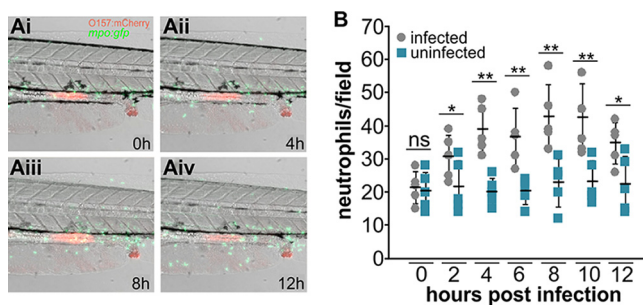 Ai
O157:mCherry
mpo:gfp
0h
Aii
4h
Aiii
8h
Aiv
12h
B
infected
uninfected
neutrophils/field
70
60
50
40
30
20
10
0
ns
*
**
**
**
**
*
0 2 4 6 8 10 12
hours post infection